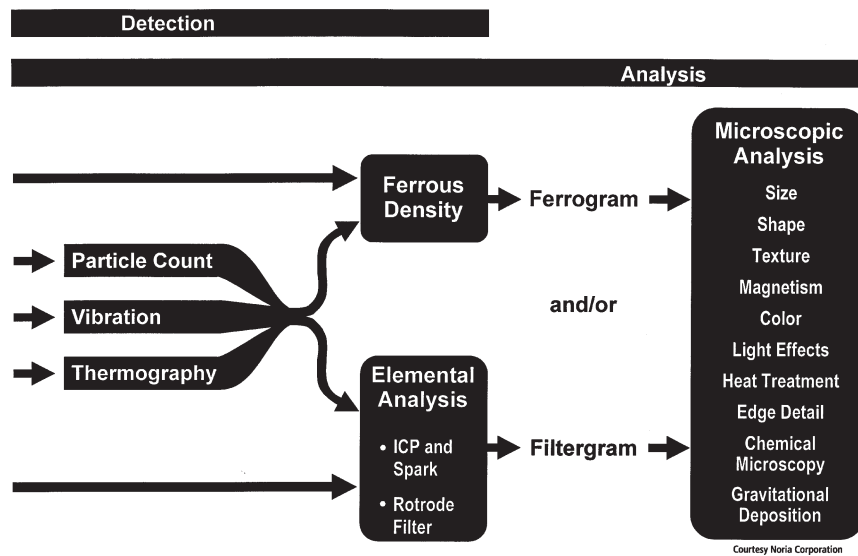 Detection
Analysis
Particle Count
Vibration
Thermography
Ferrous
Density
Elemental
Analysis
• ICP and
Spark
• Rotrode
Filter
Ferrogram
and/or
Filtergram
Microscopic
Analysis
Size
Shape
Texture
Magnetism
Color
Light Effects
Heat Treatment
Edge Detail
Chemical
Microscopy
Gravitational
Deposition
Courtesy Noria Corporation